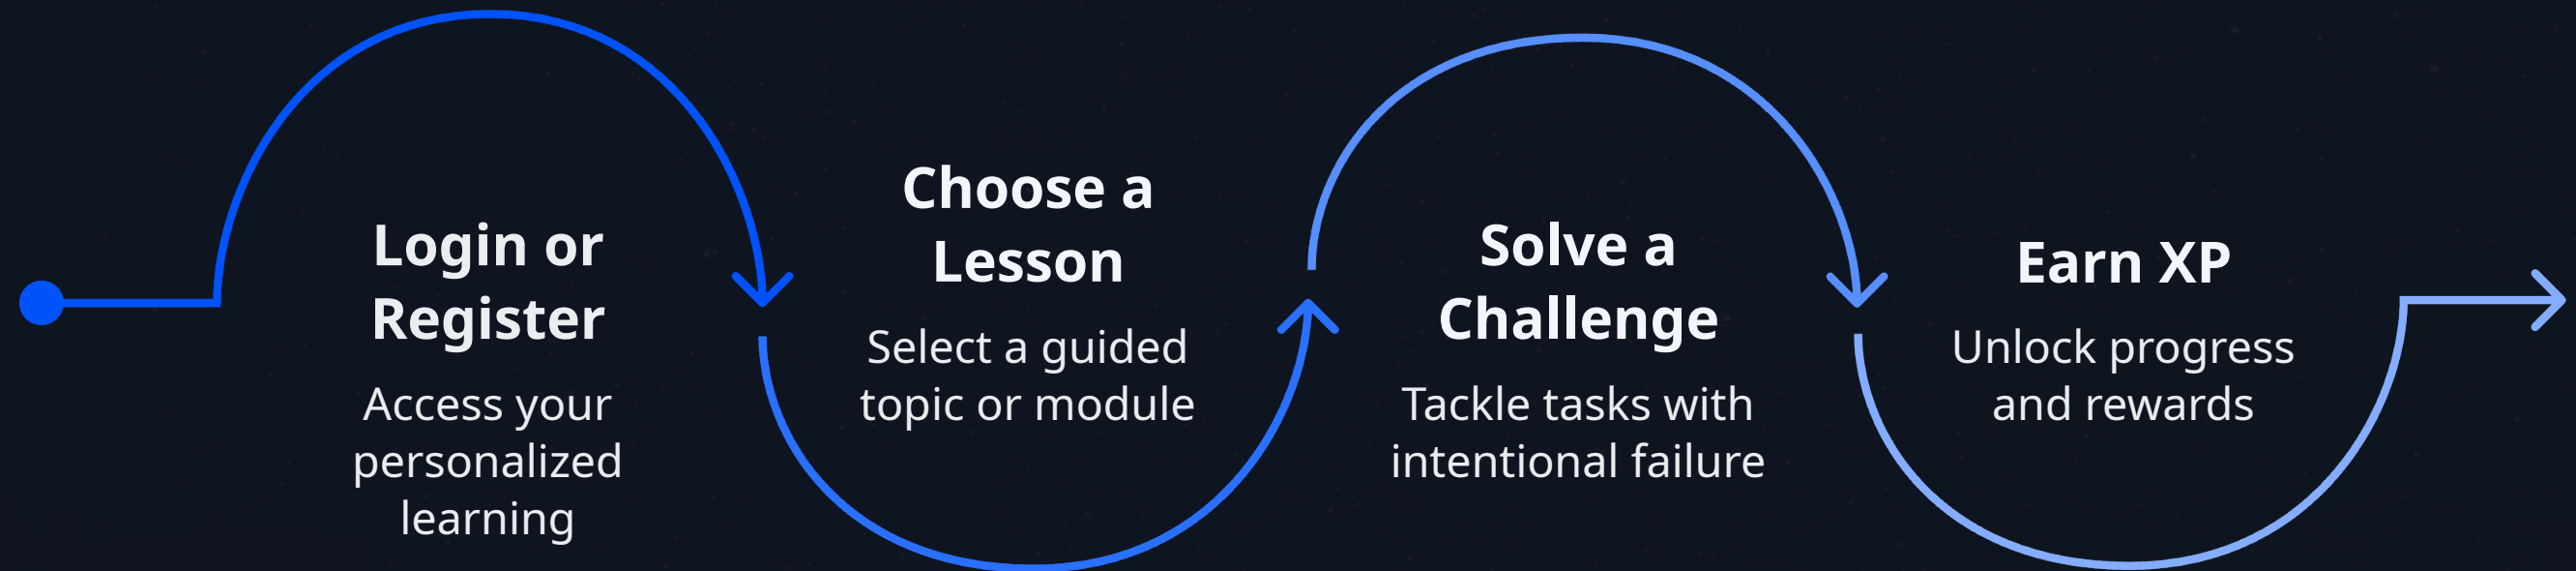 Login or
Register
Access your
personalized
learning
Choose a
Lesson
Select a guided
topic or module
Solve a
Challenge
Tackle tasks with
intentional failure
Earn XP
Unlock progress
and rewards